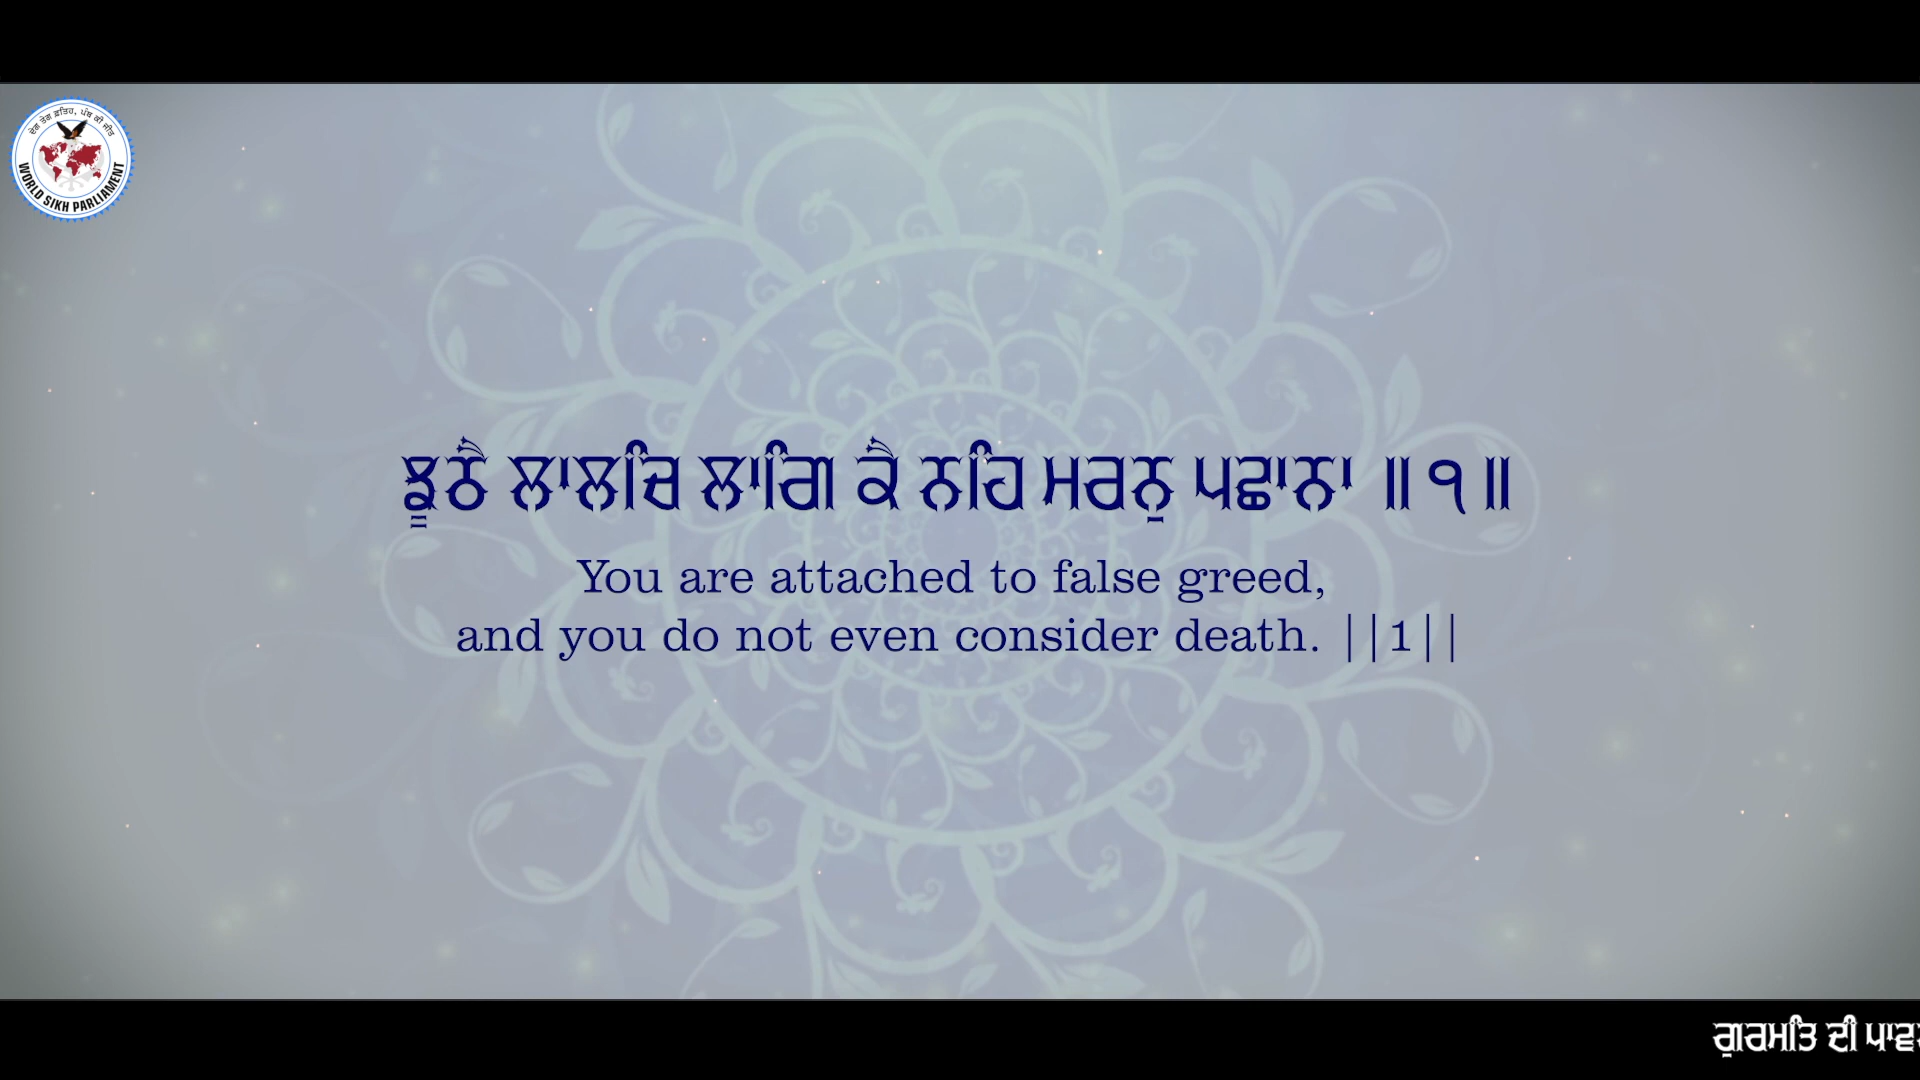 ਦੇਗ ਤੇਗ ਫ਼ਤਿਹ, ਪੰਥ ਕੀ ਜੀਤ
WORLD SIKH PARLIAMENT
ਝੂਠੈ ਲਾਲਚਿ ਲਾਗਿ ਕੈ ਨਹਿ ਮਰਨੁ ਪਛਾਨਾ ॥੧॥
You are attached to false greed,
and you do not even consider death. ||1||
ਗੁਰਮਤਿ ਦੀ